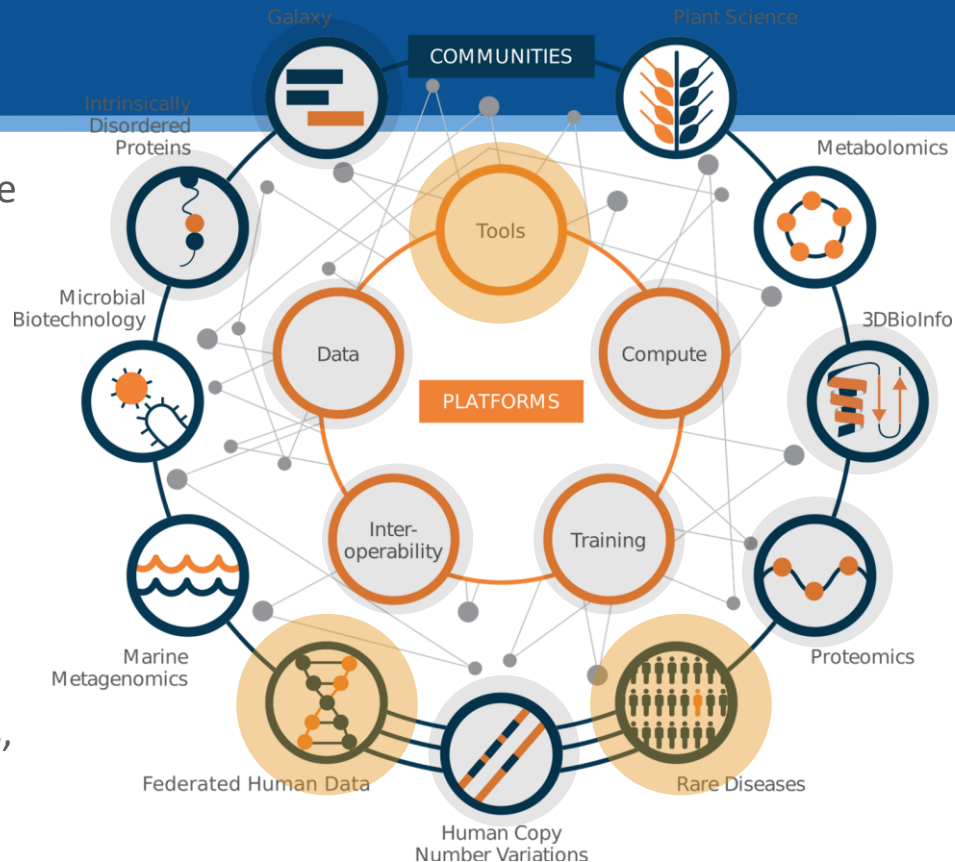 Galaxy
Plant Science
COMMUNITIES
Intrinsically
Disordered
Proteins
Metabolomics
Tools
Microbial
Biotechnology
3DBioInfo
Data
Compute
PLATFORMS
Inter-
operability
Training
Marine
Metagenomics
Proteomics
Federated Human Data
Rare Diseases
Human Copy
Number Variations